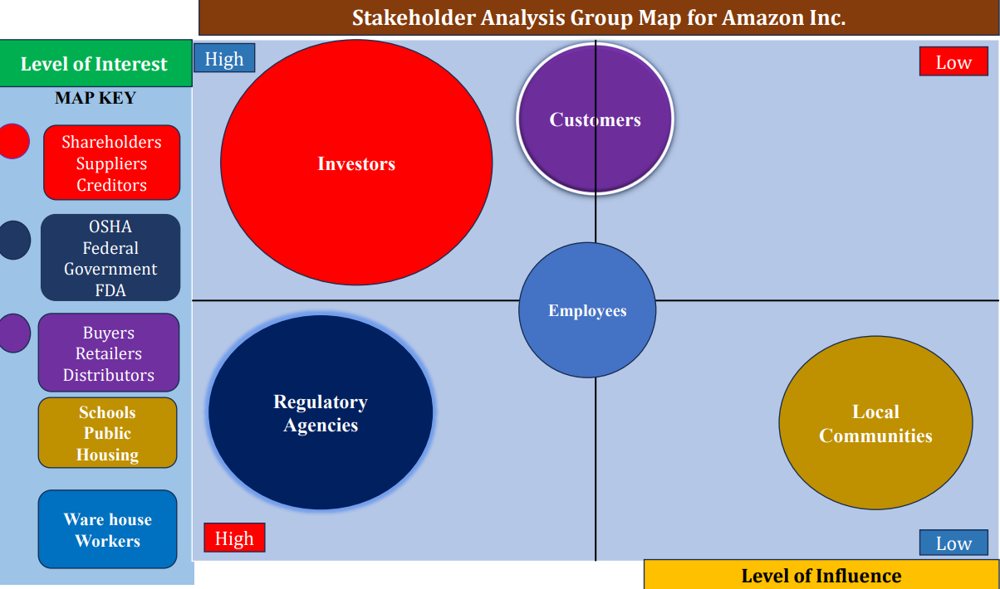 Stakeholder Analysis Group Map for Amazon Inc.
Level of Interest
MAP KEY
Shareholders
Suppliers
Creditors
OSHA
Federal
Government
FDA
Buyers
Retailers
Distributors
Schools
Public
Housing
Ware house
Workers
High
Low
Investors
Customers
Employees
Regulatory
Agencies
Local
Communities
High
Low
Level of Influence